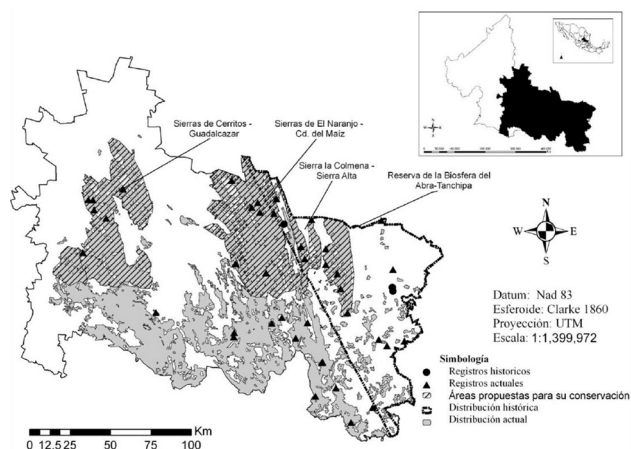 Sierras de Cerritos -
Guadalcazar
Sierras de El Naranjo -
Cd. del Maíz
Sierra la Colmena -
Sierra Alta
Reserva de la Biosfera del
Abra-Tanchipa
N
W E
S
Datum: Nad 83
Esferoide: Clarke 1860
Proyección: UTM
Escala: 1:1,399,972
Simbología
Registros historicos
Registros actuales
Áreas propuestas para su conservación
Distribución histórica
Distribución actual
Km
0 12.5 25 50 75 100